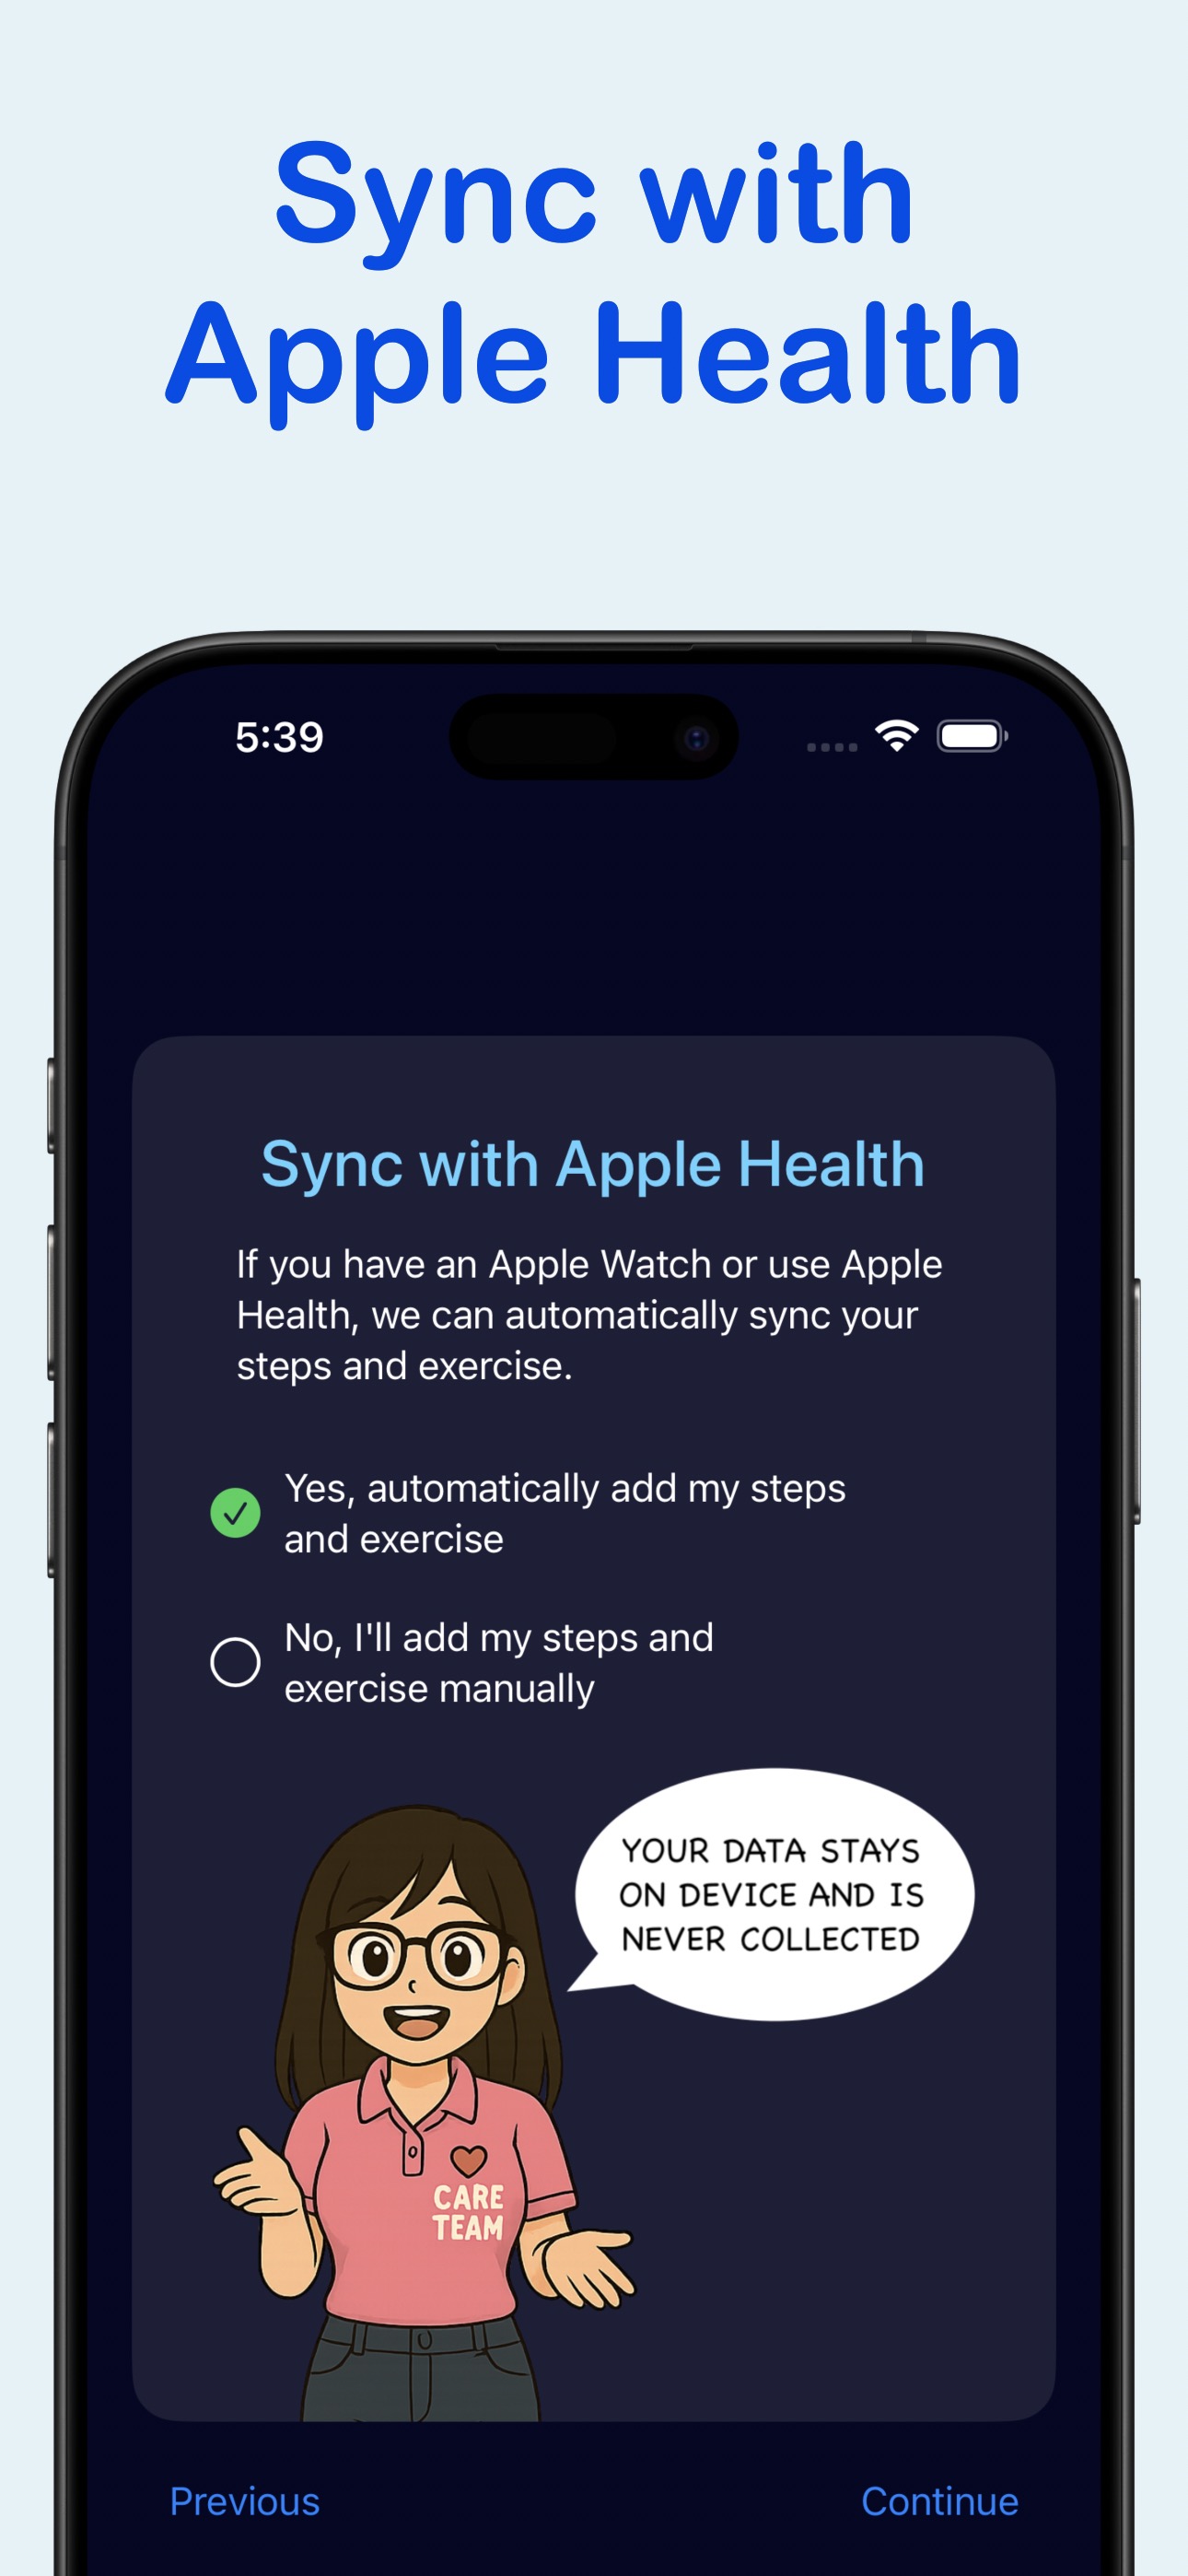 Sync with
Apple Health
5:39
Sync with Apple Health
If you have an Apple Watch or use Apple
Health, we can automatically sync your
steps and exercise.
Yes, automatically add my steps
and exercise
No, I'll add my steps and
exercise manually
YOUR DATA STAYS
ON DEVICE AND IS
NEVER COLLECTED
CARE
TEAM
Previous
Continue